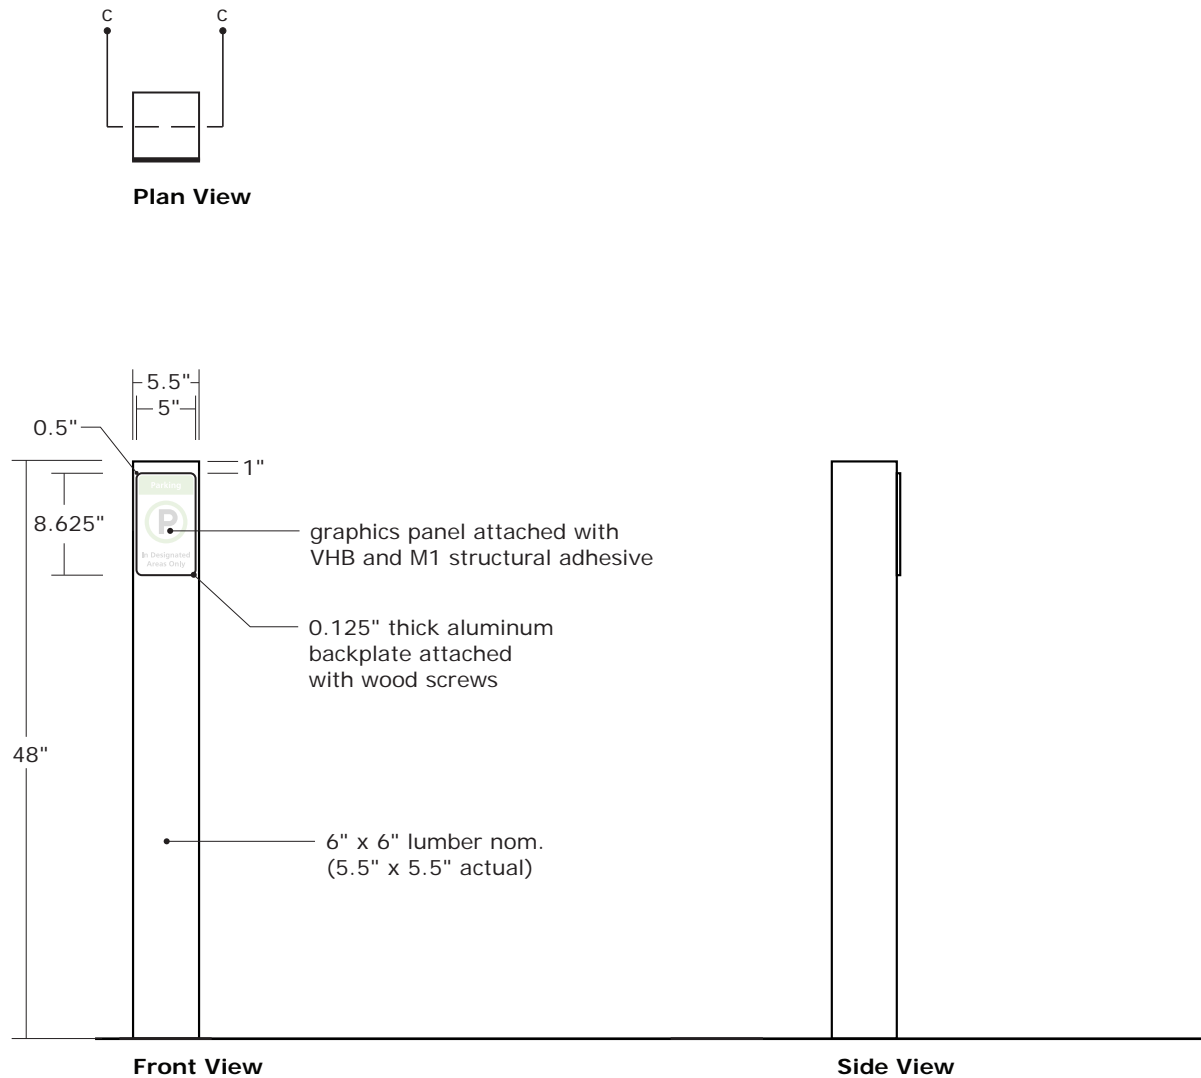 C C
Plan View
5.5"
5"
0.5"
1"
Parking
8.625"
P
In Designated
Areas Only
graphics panel attached with
VHB and M1 structural adhesive
0.125" thick aluminum
backplate attached
with wood screws
48"
6" x 6" lumber nom.
(5.5" x 5.5" actual)
Front View
Side View